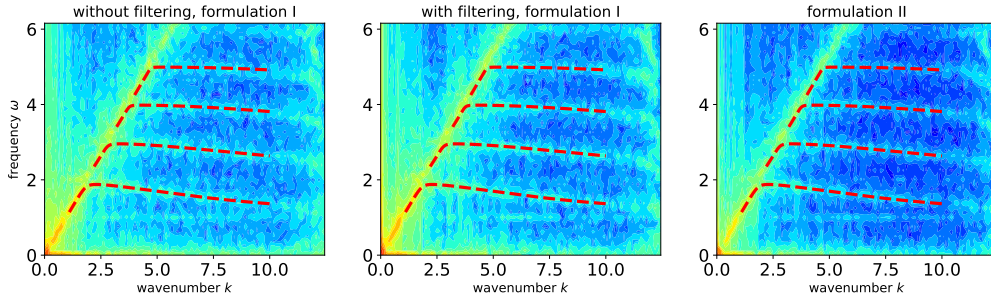 without filtering, formulation I
with filtering, formulation I
formulation II
frequency ω
6
4
2
0
0.0 2.5 5.0 7.5 10.0
wavenumber k
6
4
2
0
0.0 2.5 5.0 7.5 10.0
wavenumber k
6
4
2
0
0.0 2.5 5.0 7.5 10.0
wavenumber k